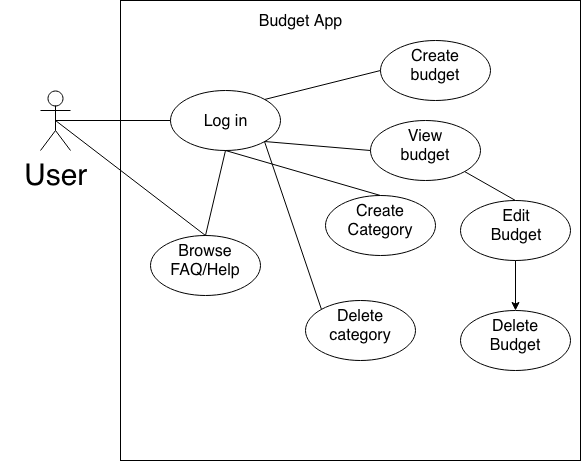 Budget App
Create
budget
Log in
View
budget
User
Create
Category
Edit
Budget
Browse
FAQ/Help
Delete
category
Delete
Budget